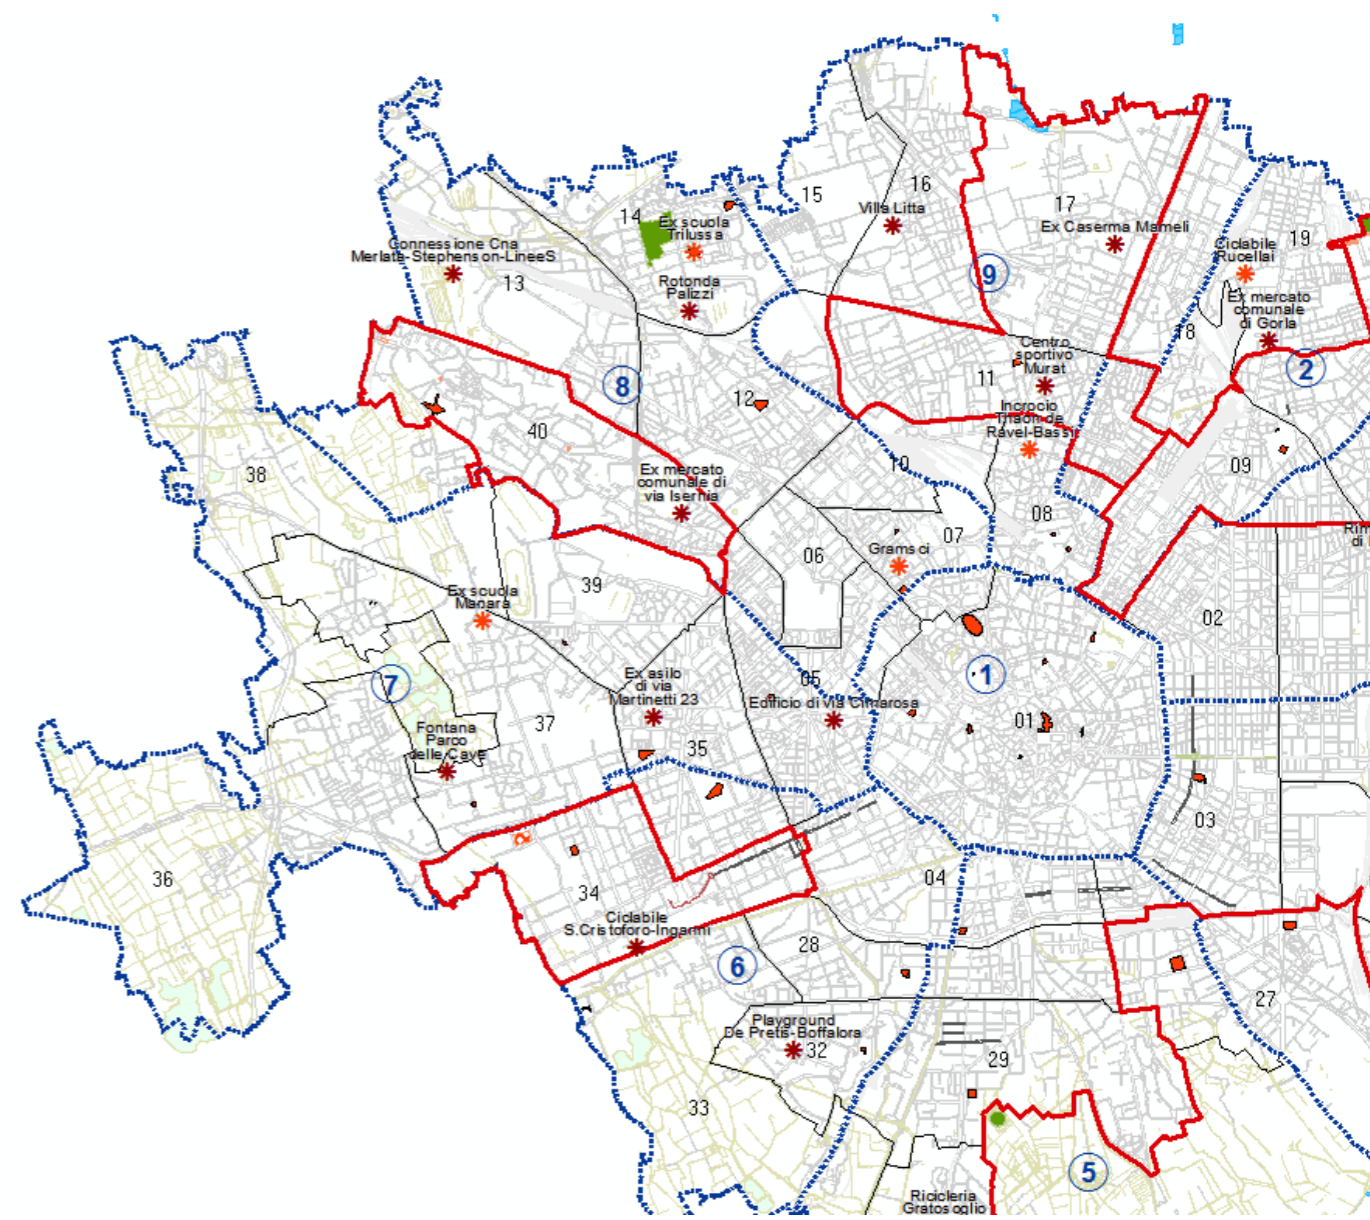 15
16
Villa Litta
17
Ex Caserma Mameli
14
Ex scuola
Trilussa
19
Ciclabile
Rucellai
Connessione Cna
Merlata-Stephenson-LineeS
13
9
Rotonda
Palizzi
Ex mercato
comunale
di Gorla
18
Centro
sportivo
Murat
11
2
8
12
Incrocio
Thaon de
Ravel-Bassi
40
38
10
09
Ex mercato
comunale di
via Isernia
08
07
06
Gramsci
39
Ex scuola
Manara
02
7
Ex asilo
di via
Martinetti 23
05
1
Edificio di via Cimarosa
37
01
Fontana
Parco
delle Cave
35
03
36
34
04
Ciclabile
S.Cristoforo-Inganni
28
6
27
Playground
De Pretis-Boffalora
32
29
33
5
Ricicleria
Gratosoglio